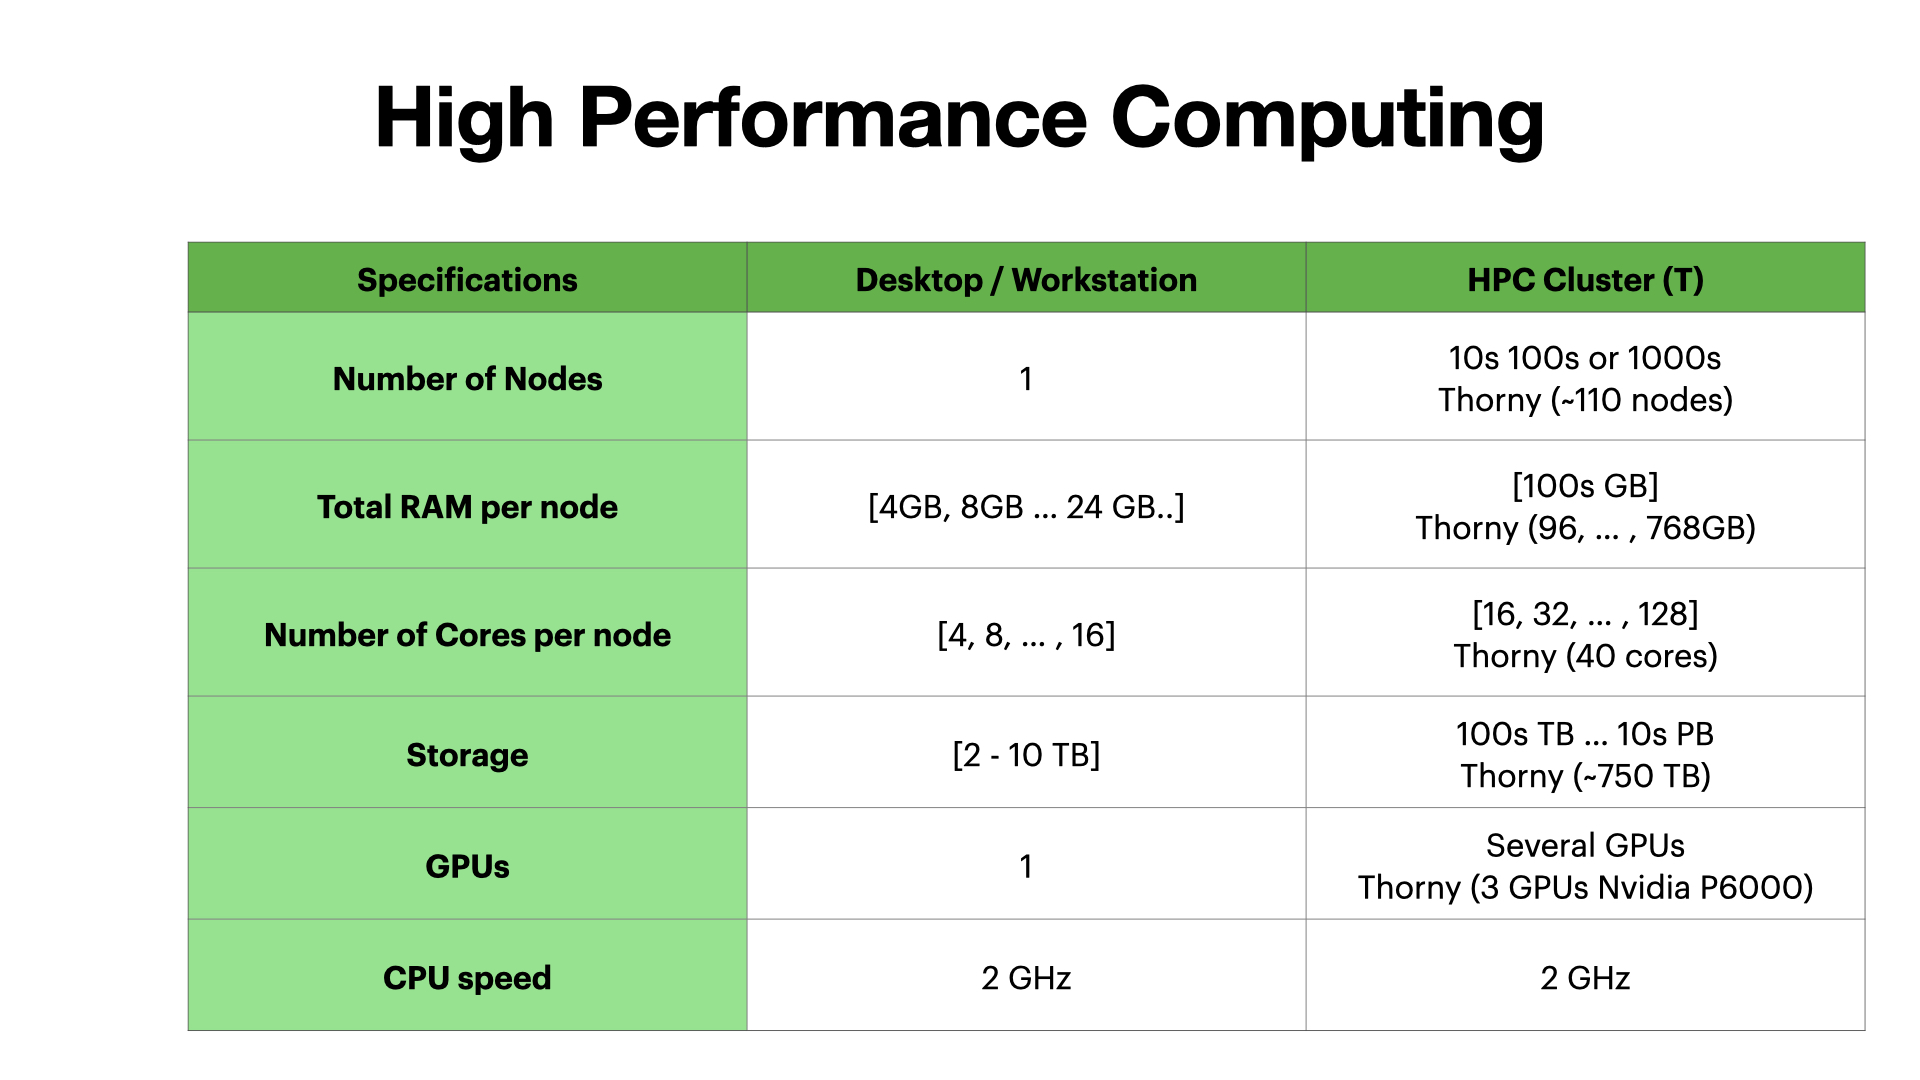 High Performance Computing
Specifications
Desktop / Workstation
HPC Cluster (T)
Number of Nodes
1
10s 100s or 1000s
Thorny (~110 nodes)
Total RAM per node
[4GB, 8GB ... 24 GB..]
[100s GB]
Thorny (96, ... , 768GB)
Number of Cores per node
[4, 8, ... , 16]
[16, 32, ... , 128]
Thorny (40 cores)
Storage
[2 - 10 TB]
100s TB ... 10s PB
Thorny (~750 TB)
GPUs
1
Several GPUs
Thorny (3 GPUs Nvidia P6000)
CPU speed
2 GHz
2 GHz